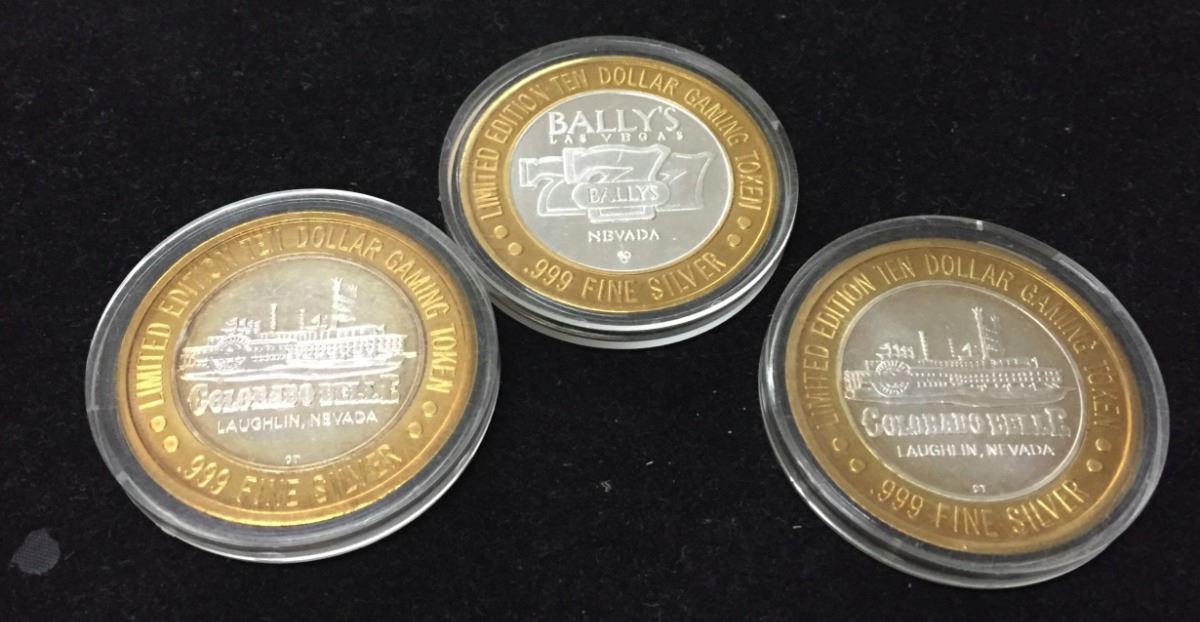 LIMITED EDITION TEN DOLLAR GAMING TOKEN
COLORADO BELLE
LAUGHLIN, NEVADA
.999 FINE SILVER
LIMITED EDITION TEN DOLLAR GAMING TOKEN
BALLY'S
LAS VEGAS
777
BALLY'S
NEVADA
.999 FINE SILVER
LIMITED EDITION TEN DOLLAR GAMING TOKEN
COLORADO BELLE
LAUGHLIN, NEVADA
.999 FINE SILVER